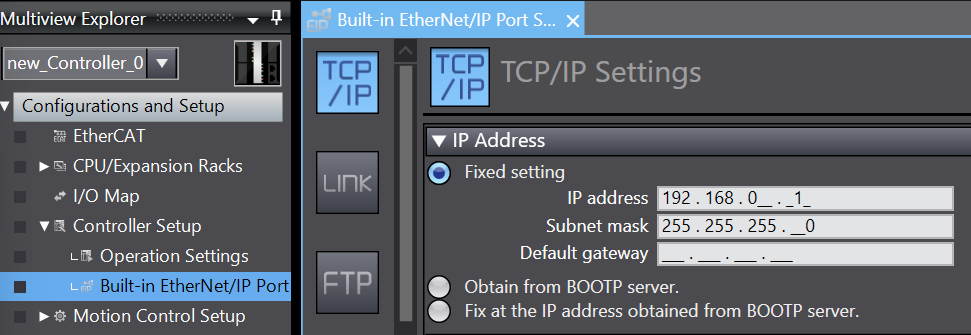 Multiview Explorer
new_Controller_0
Configurations and Setup
EtherCAT
CPU/Expansion Racks
I/O Map
Controller Setup
Operation Settings
Built-in EtherNet/IP Port
Motion Control Setup
Built-in EtherNet/IP Port S...
TCP
/IP
LINK
FTP
TCP
/IP
TCP/IP Settings
IP Address
Fixed setting
IP address 192 . 168 . 0__ . _1_
Subnet mask 255 . 255 . 255 . __0
Default gateway ___ . ___ . ___ . ___
Obtain from BOOTP server.
Fix at the IP address obtained from BOOTP server.